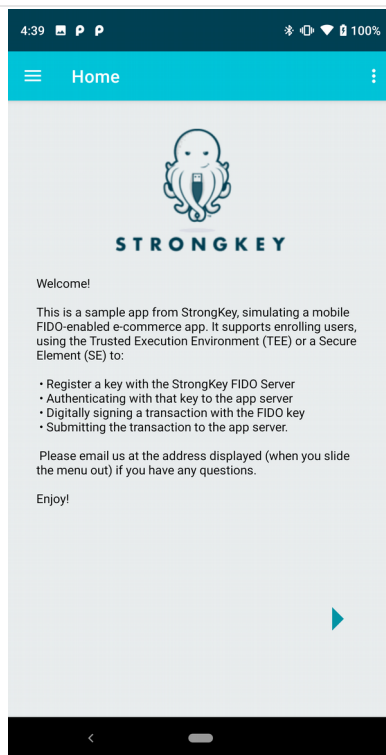 4:39
100%
Home
STRONGKEY
Welcome!
This is a sample app from StrongKey, simulating a mobile
FIDO-enabled e-commerce app. It supports enrolling users,
using the Trusted Execution Environment (TEE) or a Secure
Element (SE) to:
• Register a key with the StrongKey FIDO Server
• Authenticating with that key to the app server
• Digitally signing a transaction with the FIDO key
• Submitting the transaction to the app server.
Please email us at the address displayed (when you slide
the menu out) if you have any questions.
Enjoy!